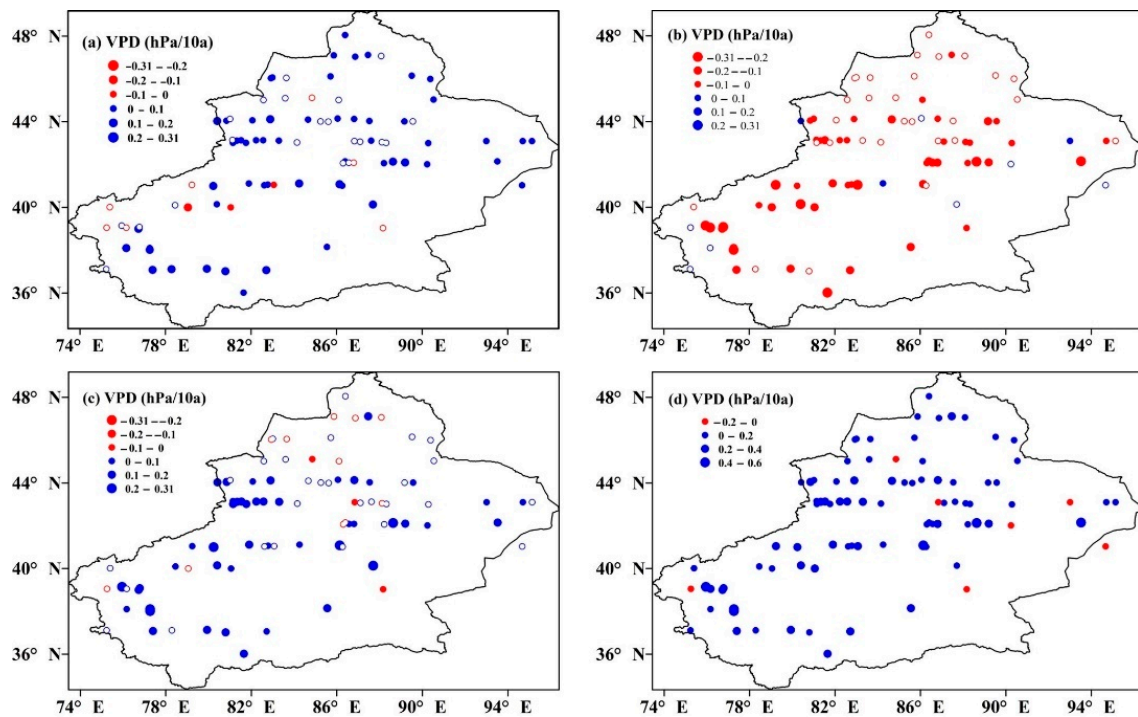 48° N
44° N
40° N
36° N
(a) VPD (hPa/10a)
−0.31 − −0.2
−0.2 − −0.1
−0.1 − 0
0 − 0.1
0.1 − 0.2
0.2 − 0.31
74° E 78° E 82° E 86° E 90° E 94° E
48° N
44° N
40° N
36° N
(b) VPD (hPa/10a)
−0.31 − −0.2
−0.2 − −0.1
−0.1 − 0
0 − 0.1
0.1 − 0.2
0.2 − 0.31
74° E 78° E 82° E 86° E 90° E 94° E
48° N
44° N
40° N
36° N
(c) VPD (hPa/10a)
−0.31 − −0.2
−0.2 − −0.1
−0.1 − 0
0 − 0.1
0.1 − 0.2
0.2 − 0.31
74° E 78° E 82° E 86° E 90° E 94° E
48° N
44° N
40° N
36° N
(d) VPD (hPa/10a)
−0.2 − 0
0 − 0.2
0.2 − 0.4
0.4 − 0.6
74° E 78° E 82° E 86° E 90° E 94° E